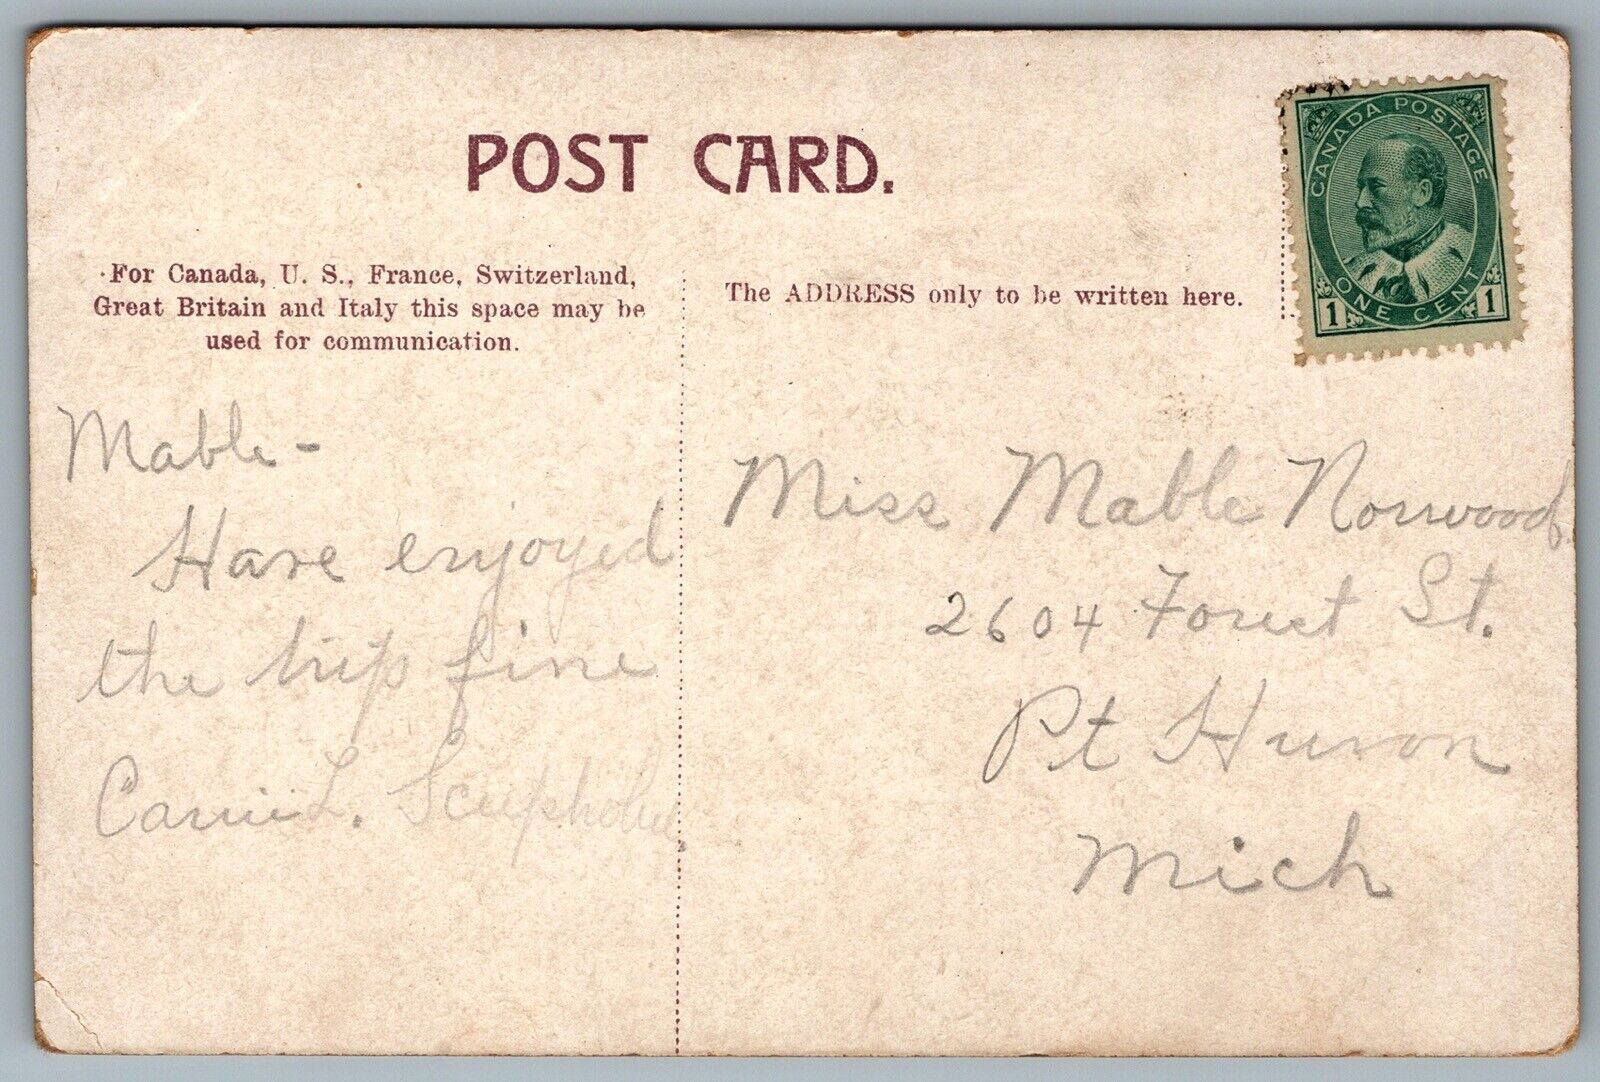 POST CARD.
For Canada, U. S., France, Switzerland,
Great Britain and Italy this space may be
used for communication.
The ADDRESS only to be written here.
CANADA POSTAGE
ONE CENT
1 1
Mable -
Have enjoyed
the trip fine
Carrie L.
Miss Mable Norwood
2604 Forest St.
Pt Huron
Mich